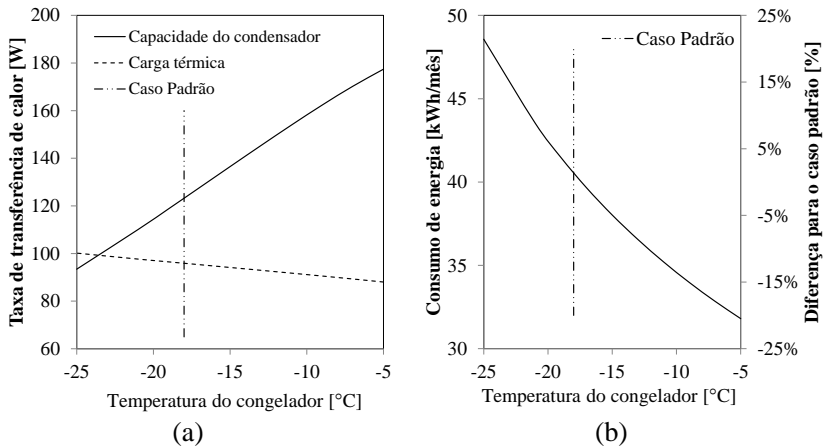 Taxa de transferência de calor [W]
200
180
160
140
120
100
80
60
Capacidade do condensador
Carga térmica
Caso Padrão
-25
-20
-15
-10
-5
Temperatura do congelador [°C]
(a)
Consumo de energia [kWh/mês]
50
45
40
35
30
Caso Padrão
25%
15%
5%
-5%
-15%
-25%
Diferença para o caso padrão [%]
-25
-20
-15
-10
-5
Temperatura do congelador [°C]
(b)